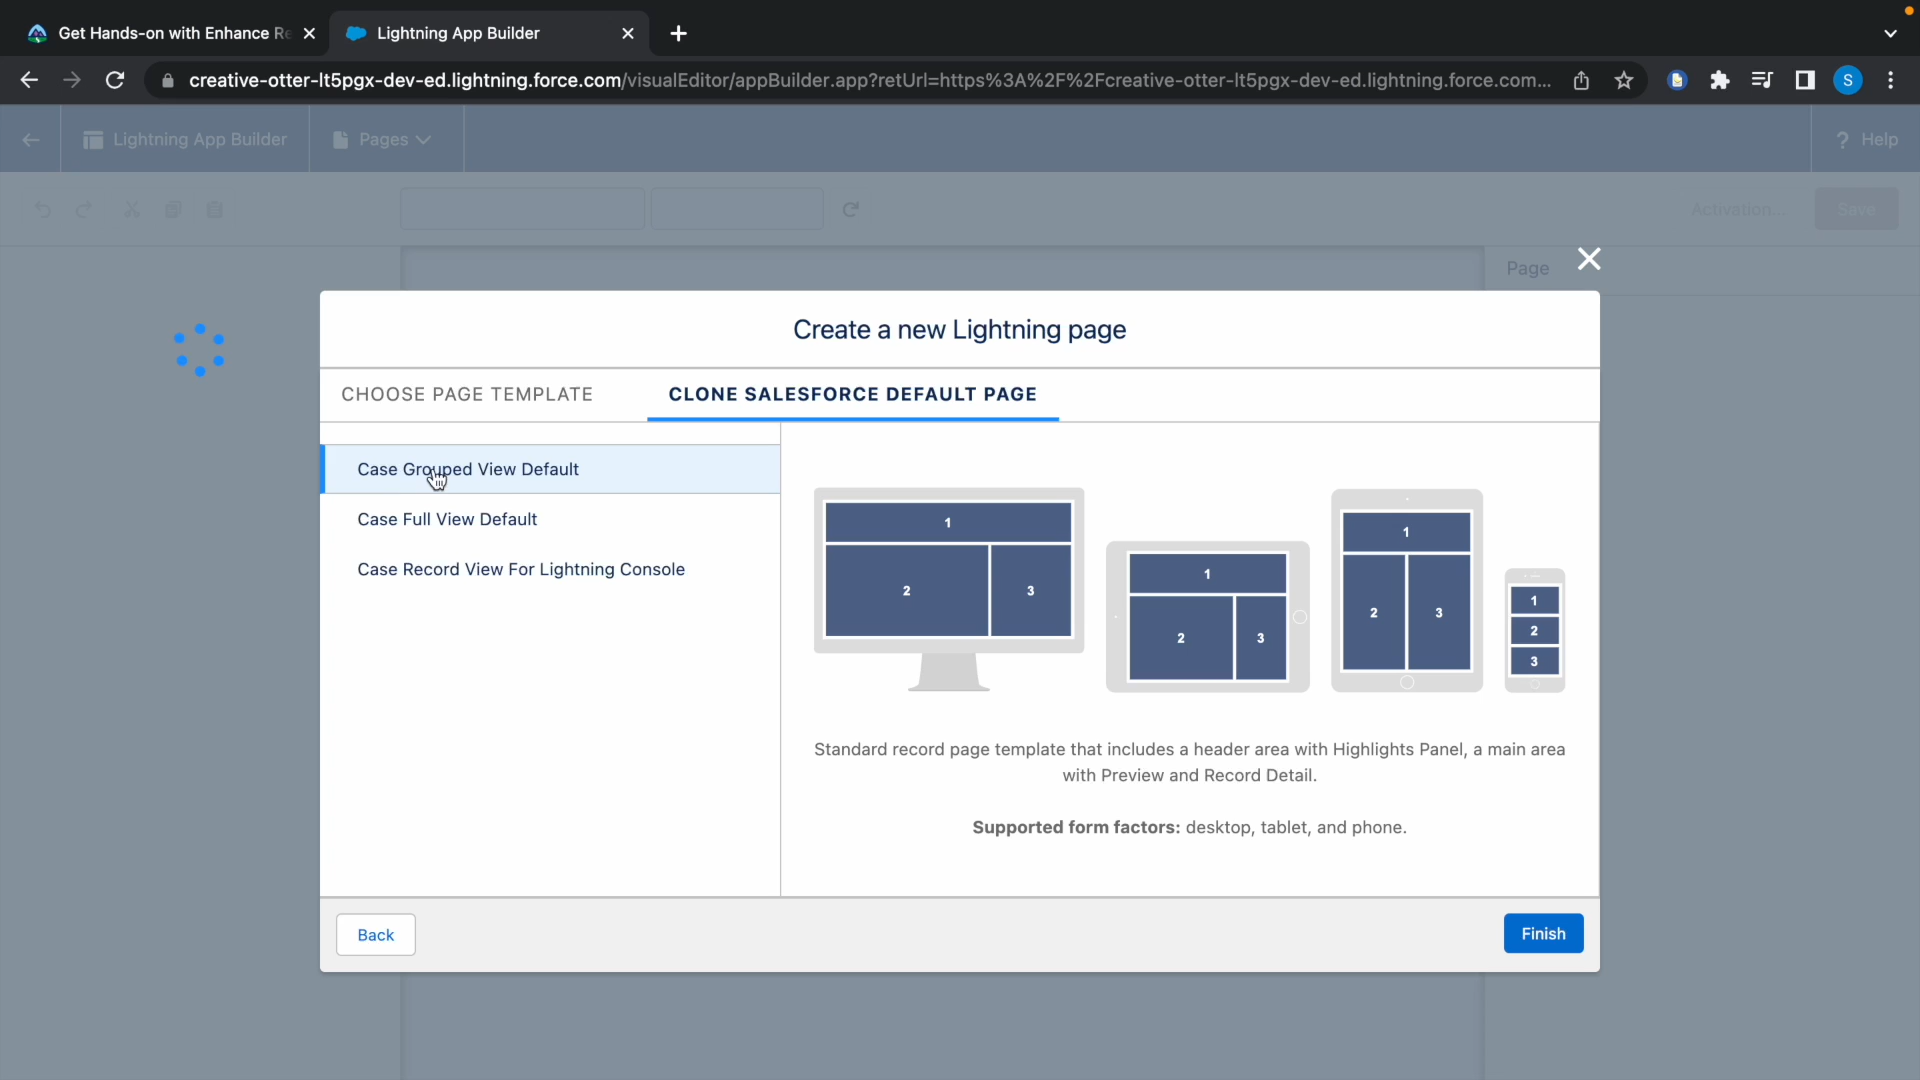 Get Hands-on with Enhance Re
Lightning App Builder
creative-otter-lt5pgx-dev-ed.lightning.force.com/visualEditor/appBuilder.app?retUrl=https%3A%2F%2Fcreative-otter-lt5pgx-dev-ed.lightning.force.com...
S
Lightning App Builder
Pages
? Help
Activation...
Save
Page
Create a new Lightning page
CHOOSE PAGE TEMPLATE
CLONE SALESFORCE DEFAULT PAGE
Case Grouped View Default
Case Full View Default
Case Record View For Lightning Console
1
2
3
1
2
3
1
2
3
1
2
3
Standard record page template that includes a header area with Highlights Panel, a main area
with Preview and Record Detail.
Supported form factors: desktop, tablet, and phone.
Back
Finish